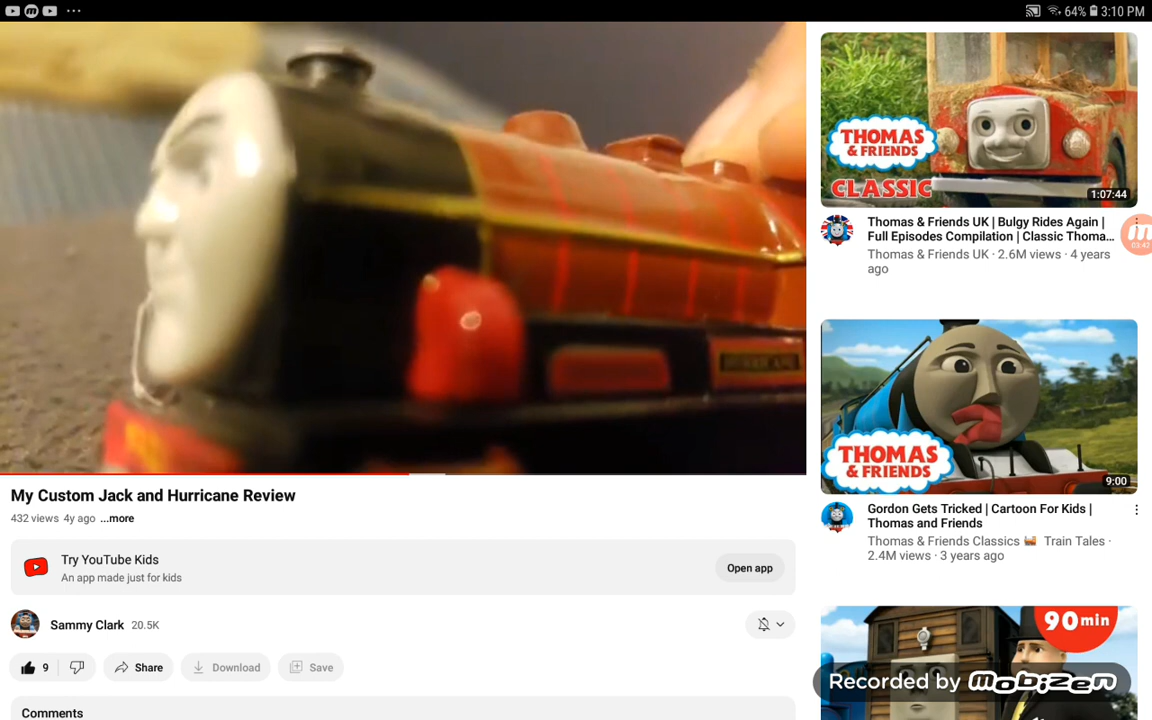 64% 3:10 PM
THOMAS
& FRIENDS
CLASSIC
1:07:44
Thomas & Friends UK | Bulgy Rides Again |
Full Episodes Compilation | Classic Thoma...
Thomas & Friends UK · 2.6M views · 4 years
ago
03:47
THOMAS
& FRIENDS
9:00
Gordon Gets Tricked | Cartoon For Kids |
Thomas and Friends
Thomas & Friends Classics 🚂 Train Tales ·
2.4M views · 3 years ago
90min
Recorded by mobizen
My Custom Jack and Hurricane Review
432 views 4y ago ...more
Try YouTube Kids
An app made just for kids
Open app
Sammy Clark 20.5K
9 Share Download Save
Comments